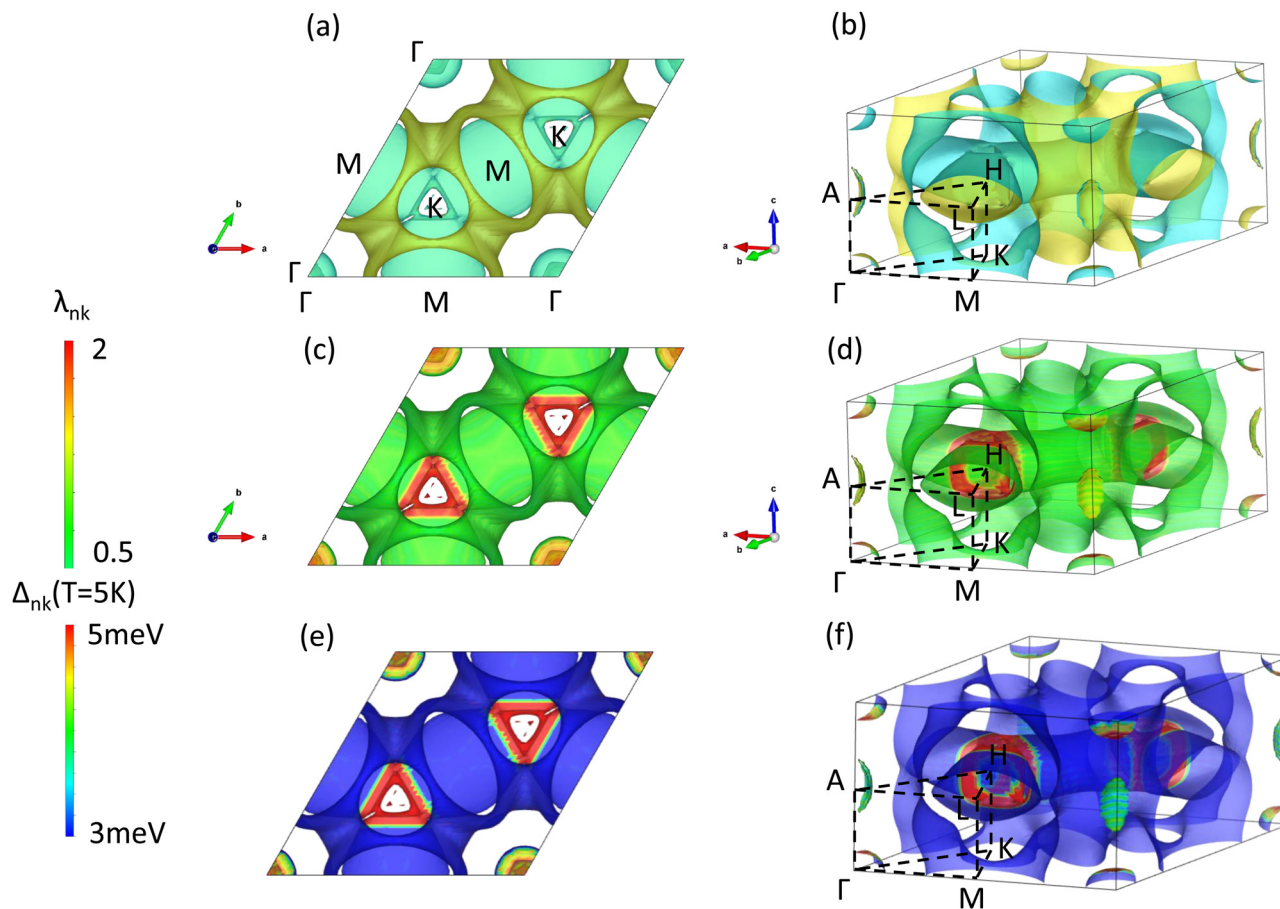 (a)
Γ
K
M
M
K
b
a
Γ
Γ
M
Γ
(b)
H
A
L
K
c
a
b
Γ
M
λnk
2
0.5
(c)
b
a
(d)
H
A
L
K
c
a
b
Γ
M
Δnk(T=5K)
5meV
3meV
(e)
(f)
H
A
L
K
Γ
M